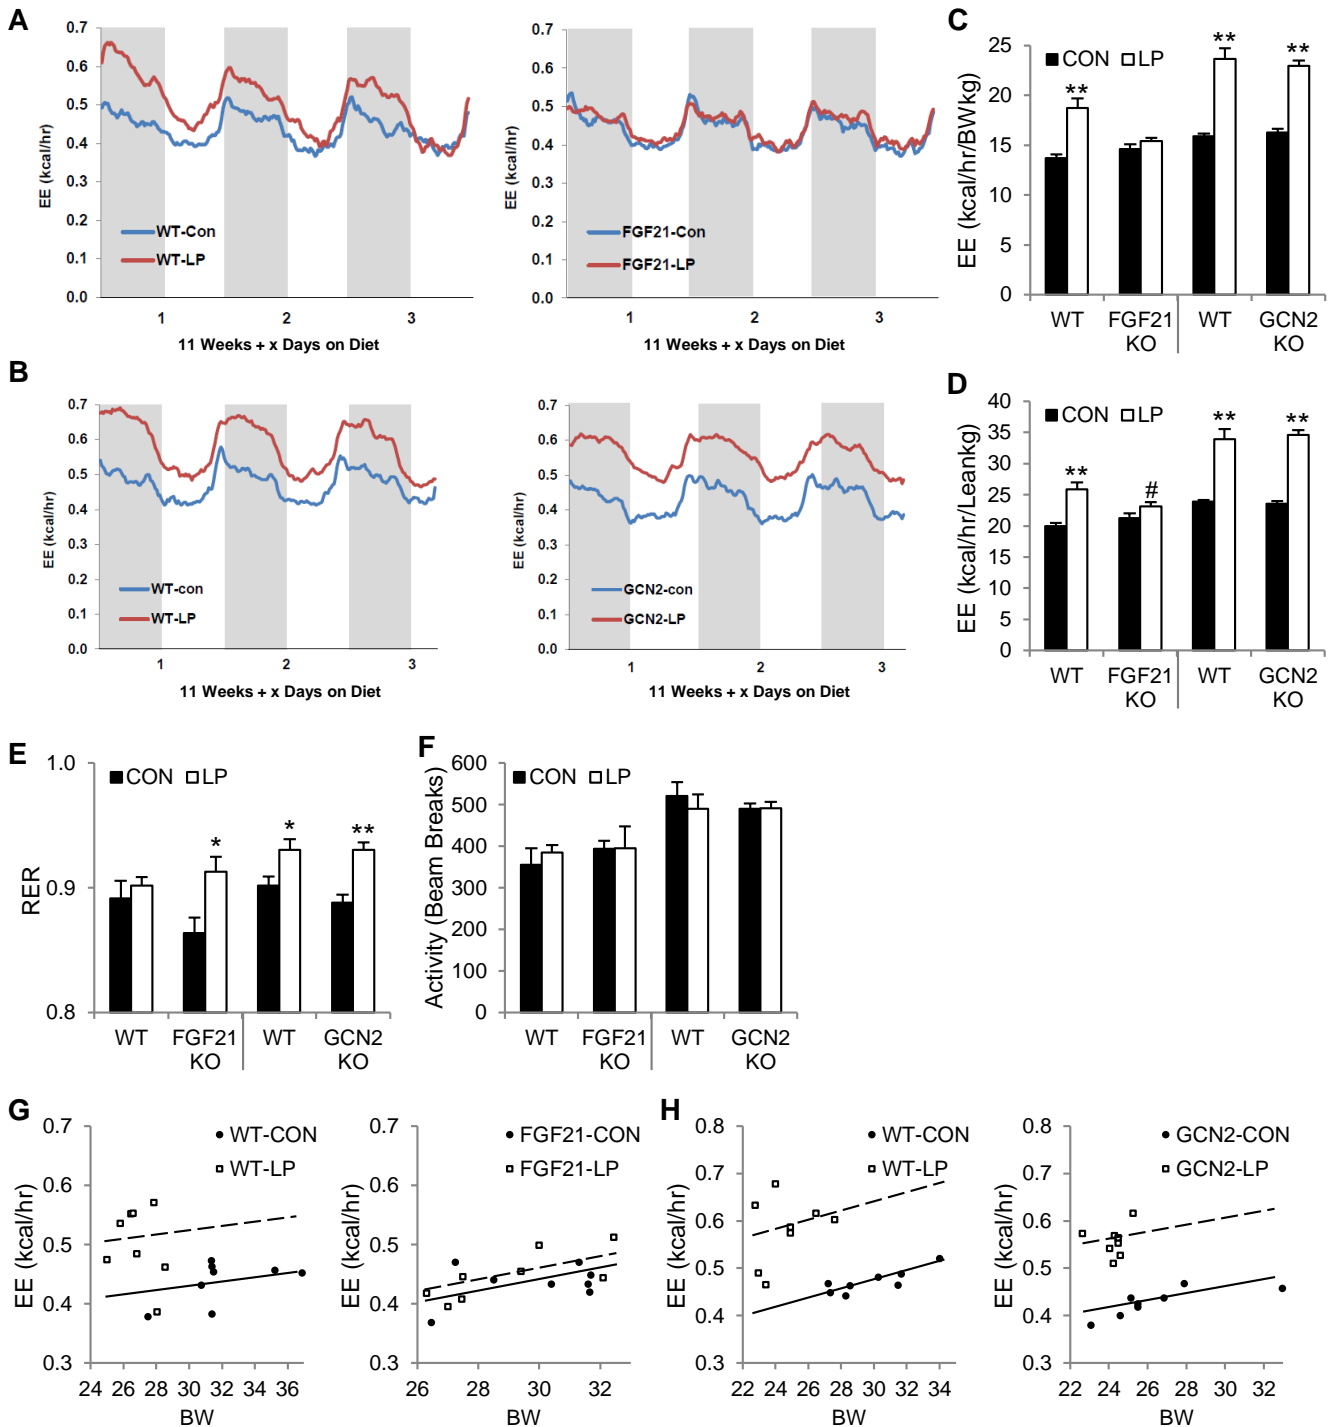 A
EE (kcal/hr)
0.7
0.6
0.5
0.4
0.3
0.2
0.1
0.0
WT-Con
WT-LP
1 2 3
11 Weeks + x Days on Diet
EE (kcal/hr)
0.7
0.6
0.5
0.4
0.3
0.2
0.1
0.0
FGF21-Con
FGF21-LP
1 2 3
11 Weeks + x Days on Diet
B
EE (kcal/hr)
0.7
0.6
0.5
0.4
0.3
0.2
0.1
0.0
WT-con
WT-LP
1 2 3
11 Weeks + x Days on Diet
EE (kcal/hr)
0.7
0.6
0.5
0.4
0.3
0.2
0.1
0.0
GCN2-con
GCN2-LP
1 2 3
11 Weeks + x Days on Diet
C
EE (kcal/hr/BWkg)
25
20
15
10
5
0
CON LP
** ** **
WT FGF21 KO WT GCN2 KO
D
EE (kcal/hr/Leankg)
40
35
30
25
20
15
10
5
0
CON LP
** # ** **
WT FGF21 KO WT GCN2 KO
E
RER
1.0
0.9
0.8
CON LP
* * **
WT FGF21 KO WT GCN2 KO
F
Activity (Beam Breaks)
600
500
400
300
200
100
0
CON LP
WT FGF21 KO WT GCN2 KO
G
EE (kcal/hr)
0.7
0.6
0.5
0.4
0.3
WT-CON
WT-LP
24 26 28 30 32 34 36
BW
EE (kcal/hr)
0.7
0.6
0.5
0.4
0.3
FGF21-CON
FGF21-LP
26 28 30 32
BW
H
EE (kcal/hr)
0.8
0.7
0.6
0.5
0.4
0.3
WT-CON
WT-LP
22 24 26 28 30 32 34
BW
EE (kcal/hr)
0.8
0.7
0.6
0.5
0.4
0.3
GCN2-CON
GCN2-LP
22 24 26 28 30 32
BW